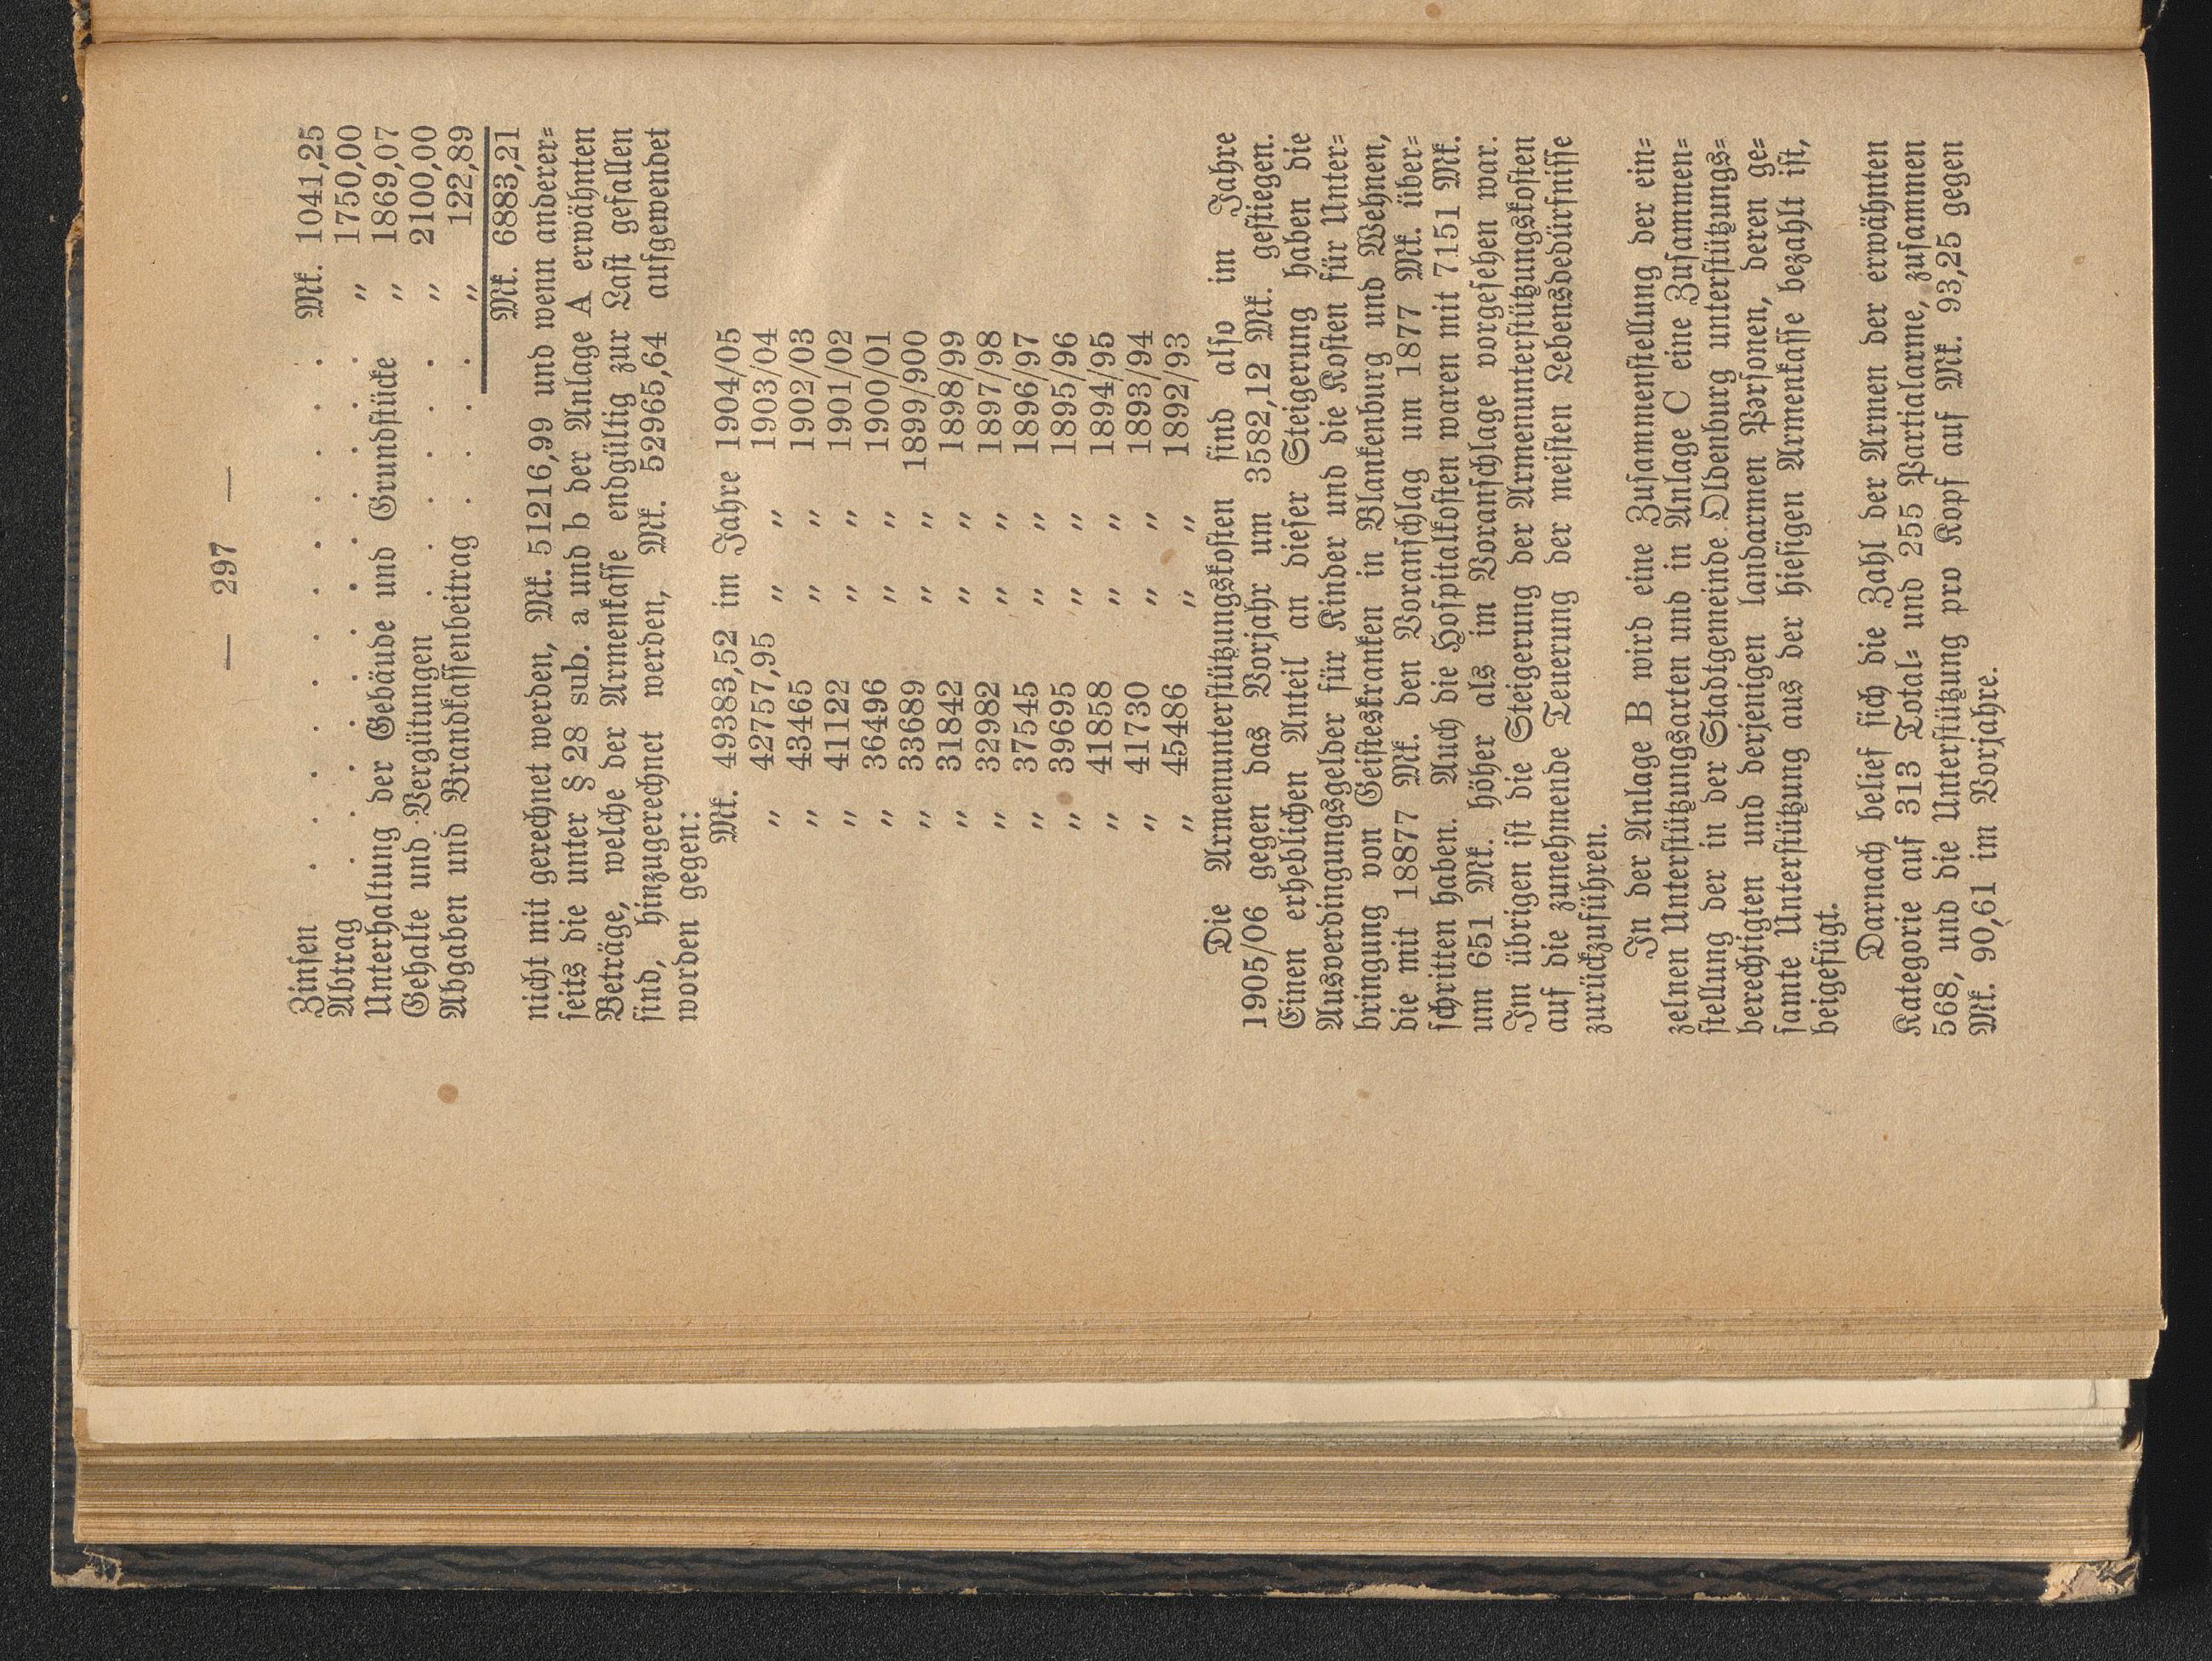 — 297 —
Zinsen . . . . . . . . . . Mk. 1041,25
Abtrag . . . . . . . . . . „ 1750,00
Unterhaltung der Gebäude und Grundstücke „ 1869,07
Gehalte und Vergütungen . . . . . „ 2100,00
Abgaben und Brandkassenbeitrag . . . . „ 122,89
Mk. 6883,21
nicht mit gerechnet werden, Mk. 51216,99 und wenn anderer=
seits die unter § 28 sub. a und b der Anlage A erwähnten
Beträge, welche der Armenkasse endgültig zur Last gefallen
sind, hinzugerechnet werden, Mk. 52965,64 aufgewendet
worden gegen:
Mk. 49383,52 im Jahre 1904/05
„ 42757,95 „ „ 1903/04
„ 43465 „ „ 1902/03
„ 41122 „ „ 1901/02
„ 36496 „ „ 1900/01
„ 33689 „ „ 1899/900
„ 31842 „ „ 1898/99
„ 32982 „ „ 1897/98
„ 37545 „ „ 1896/97
„ 39695 „ „ 1895/96
„ 41858 „ „ 1894/95
„ 41730 „ „ 1893/94
„ 45486 „ „ 1892/93
Die Armenunterstützungskosten sind also im Jahre
1905/06 gegen das Vorjahr um 3582,12 Mk. gestiegen.
Einen erheblichen Anteil an dieser Steigerung haben die
Ausverdingungsgelder für Kinder und die Kosten für Unter=
bringung von Geisteskranken in Blankenburg und Wehnen,
die mit 18877 Mk. den Voranschlag um 1877 Mk. über=
schritten haben. Auch die Hospitalkosten waren mit 7151 Mk.
um 651 Mk. höher als im Voranschlage vorgesehen war.
Im übrigen ist die Steigerung der Armenunterstützungskosten
auf die zunehmende Teuerung der meisten Lebensbedürfnisse
zurückzuführen.
In der Anlage B wird eine Zusammenstellung der ein=
zelnen Unterstützungsarten und in Anlage C eine Zusammen=
stellung der in der Stadtgemeinde Oldenburg unterstützungs=
berechtigten und derjenigen landarmen Personen, deren ge=
samte Unterstützung aus der hiesigen Armenkasse bezahlt ist,
beigefügt.
Darnach belief sich die Zahl der Armen der erwähnten
Kategorie auf 313 Total= und 255 Partialarme, zusammen
568, und die Unterstützung pro Kopf auf Mk. 93,25 gegen
Mk. 90,61 im Vorjahre.